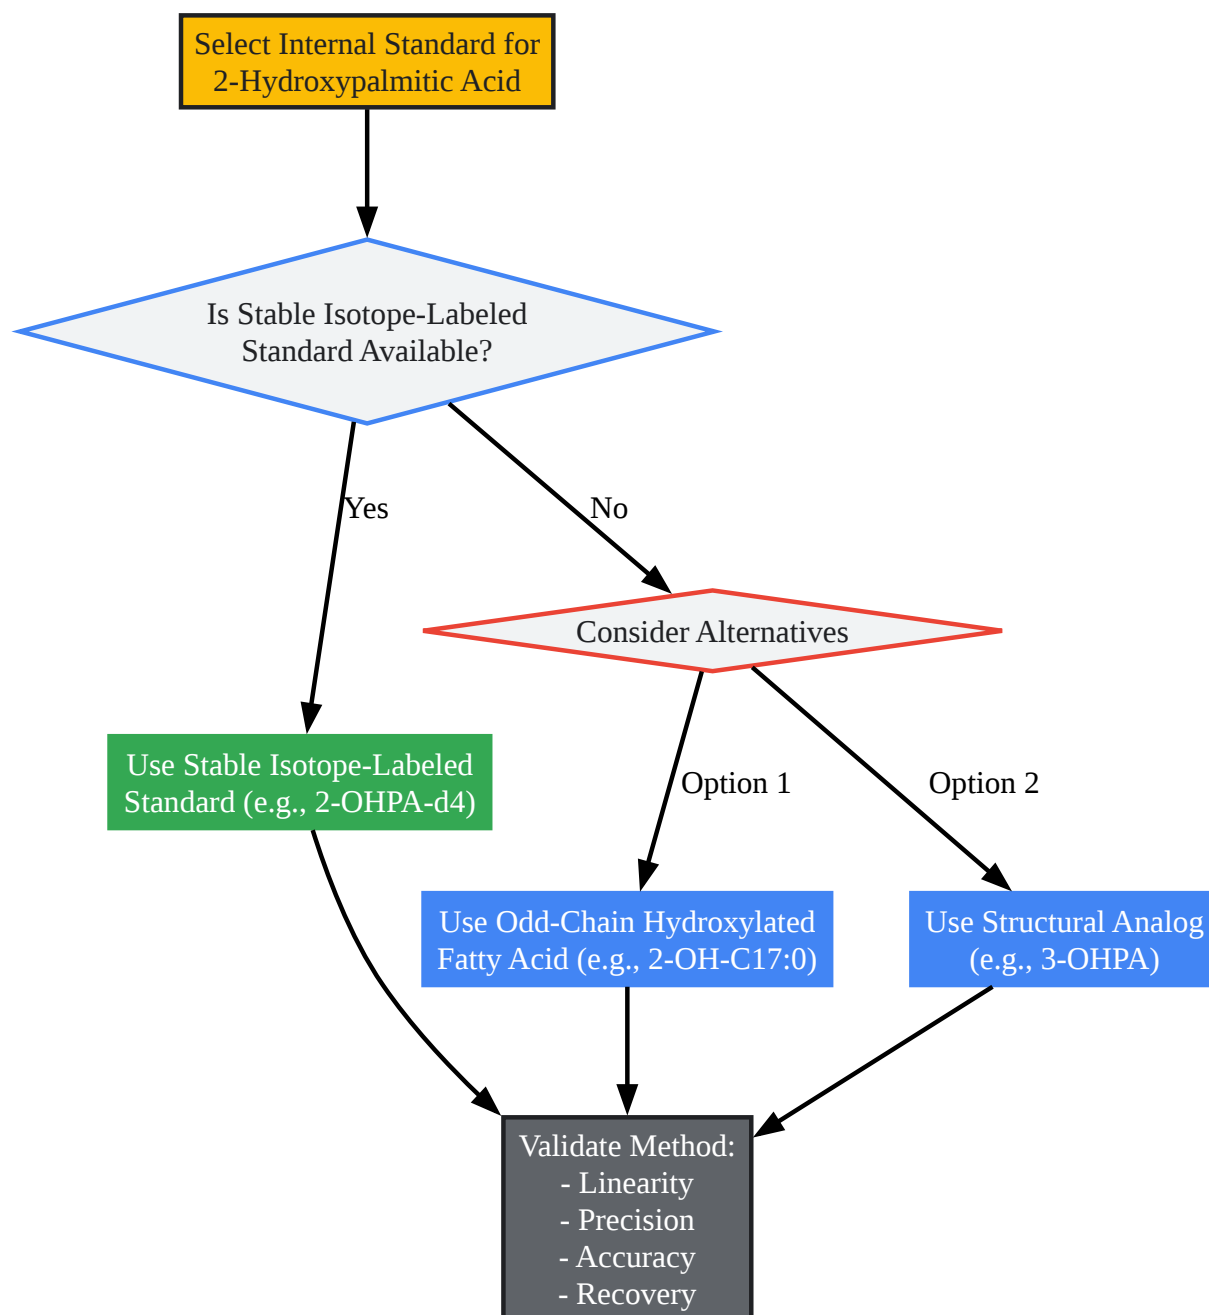 Select Internal Standard for
2-Hydroxypalmitic Acid
Is Stable Isotope-Labeled
Standard Available?
Yes
No
Consider Alternatives
Use Stable Isotope-Labeled
Standard (e.g., 2-OHPA-d4)
Option 1
Option 2
Use Odd-Chain Hydroxylated
Fatty Acid (e.g., 2-OH-C17:0)
Use Structural Analog
(e.g., 3-OHPA)
Validate Method:
- Linearity
- Precision
- Accuracy
- Recovery